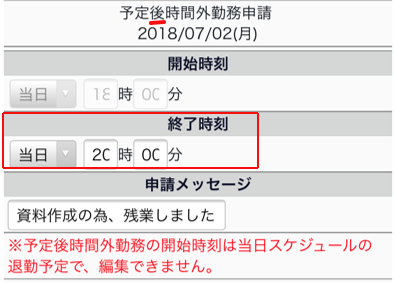 予定後時間外勤務申請
2018/07/02(月)
開始時刻
当日 18 時 00 分
終了時刻
当日 20 時 00 分
申請メッセージ
資料作成の為、残業しました
※予定後時間外勤務の開始時刻は当日スケジュールの
退勤予定で、編集できません。